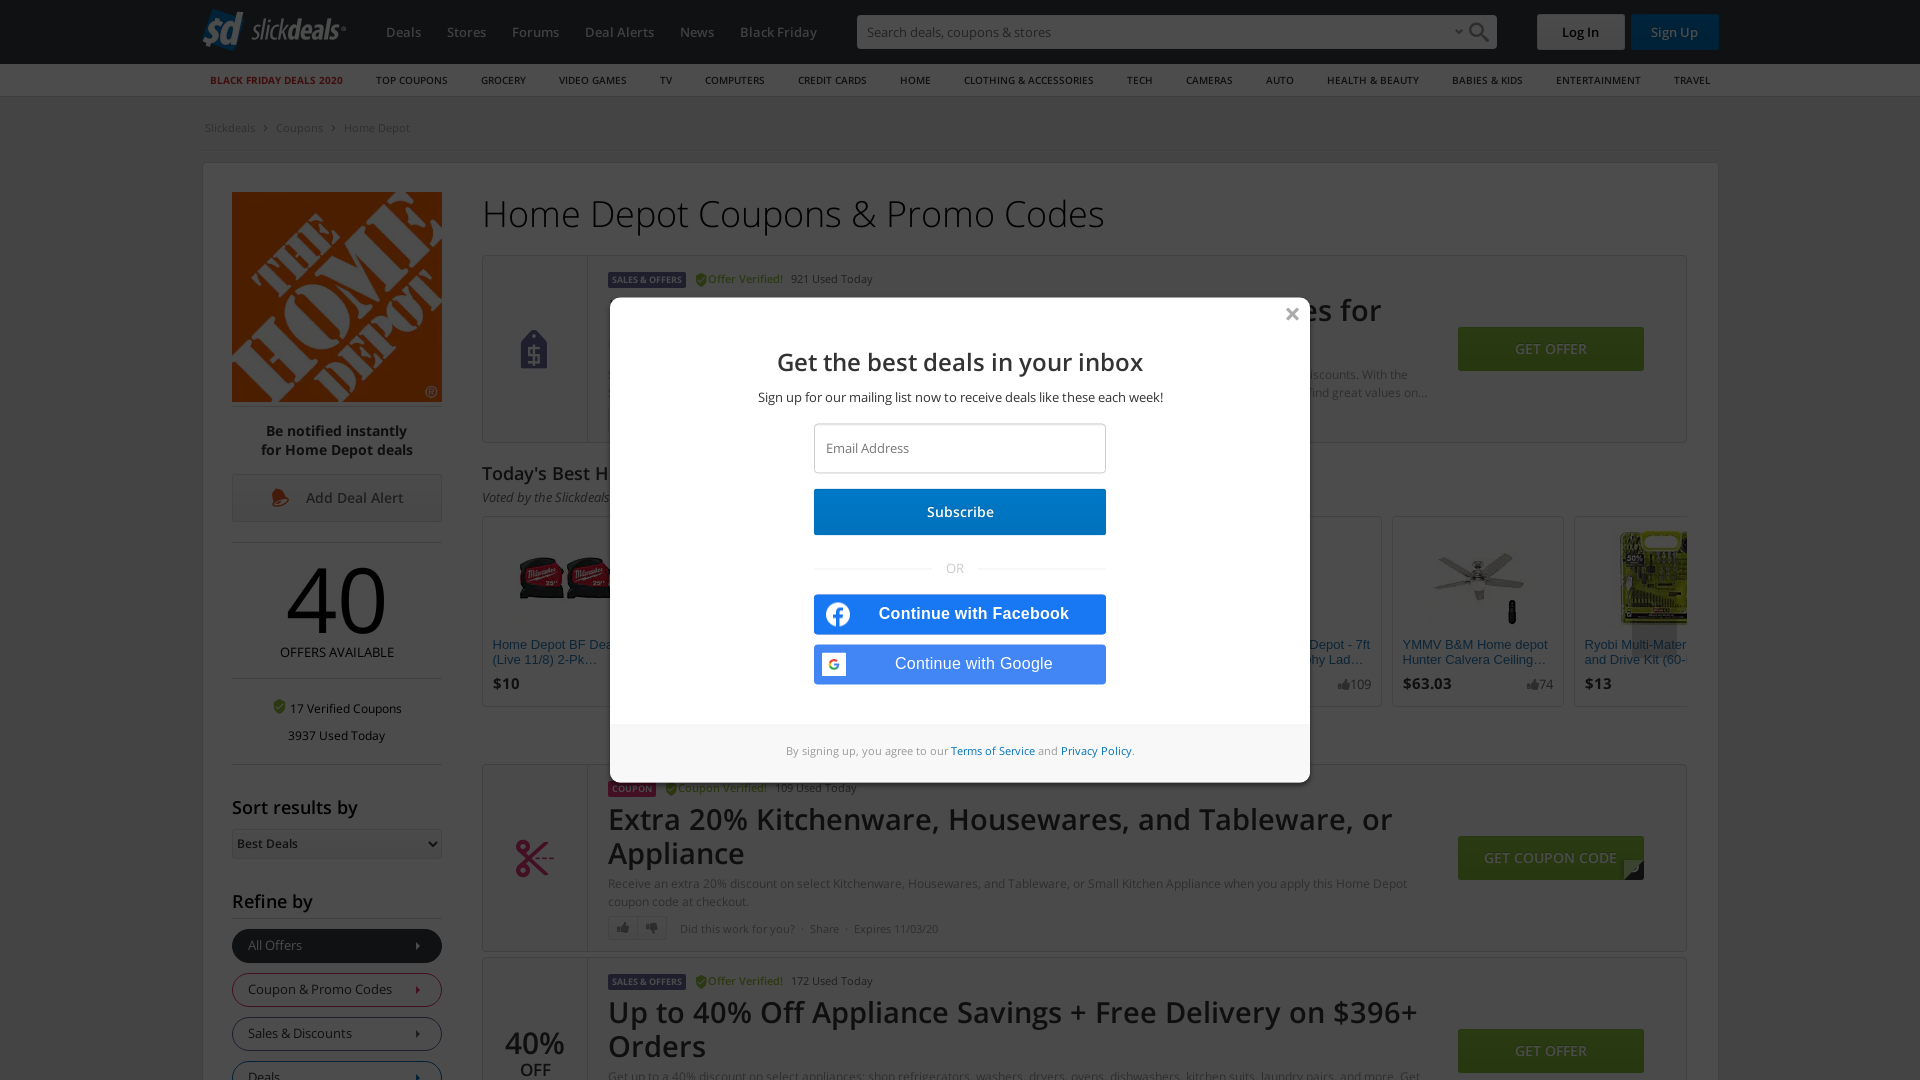 sd slickdeals
Deals
Stores
Forums
Deal Alerts
News
Black Friday
Search deals, coupons & stores
Log In
Sign Up
BLACK FRIDAY DEALS 2020
TOP COUPONS
GROCERY
VIDEO GAMES
TV
COMPUTERS
CREDIT CARDS
HOME
CLOTHING & ACCESSORIES
TECH
CAMERAS
AUTO
HEALTH & BEAUTY
BABIES & KIDS
ENTERTAINMENT
TRAVEL
Slickdeals
Coupons
Home Depot
THE HOME DEPOT
®
Be notified instantly
for Home Depot deals
Add Deal Alert
40
OFFERS AVAILABLE
17 Verified Coupons
3937 Used Today
Sort results by
Best Deals
Refine by
All Offers
Coupon & Promo Codes
Sales & Discounts
Deals
Home Depot Coupons & Promo Codes
SALES & OFFERS
Offer Verified!
921 Used Today
es for
scounts. With the
nd great values on...
GET OFFER
Today's Best H
Voted by the Slickdeals
Home Depot BF Dea
(Live 11/8) 2-Pk...
$10
Depot - 7ft
hy Lad...
109
YMMV B&M Home depot
Hunter Calvera Ceiling...
$63.03
74
Ryobi Multi-Mater
and Drive Kit (60-
$13
Get the best deals in your inbox
Sign up for our mailing list now to receive deals like these each week!
Email Address
Subscribe
OR
Continue with Facebook
Continue with Google
By signing up, you agree to our Terms of Service and Privacy Policy.
COUPON
Coupon Verified!
109 Used Today
Extra 20% Kitchenware, Housewares, and Tableware, or
Appliance
Receive an extra 20% discount on select Kitchenware, Housewares, and Tableware, or Small Kitchen Appliance when you apply this Home Depot
coupon code at checkout.
Did this work for you? · Share · Expires 11/03/20
GET COUPON CODE
40%
OFF
SALES & OFFERS
Offer Verified!
172 Used Today
Up to 40% Off Appliance Savings + Free Delivery on $396+
Orders
Get up to a 40% discount on select appliances: shop refrigerators, washers, dryers, ovens, dishwashers, kitchen suits, laundry pairs, and more. Get
GET OFFER